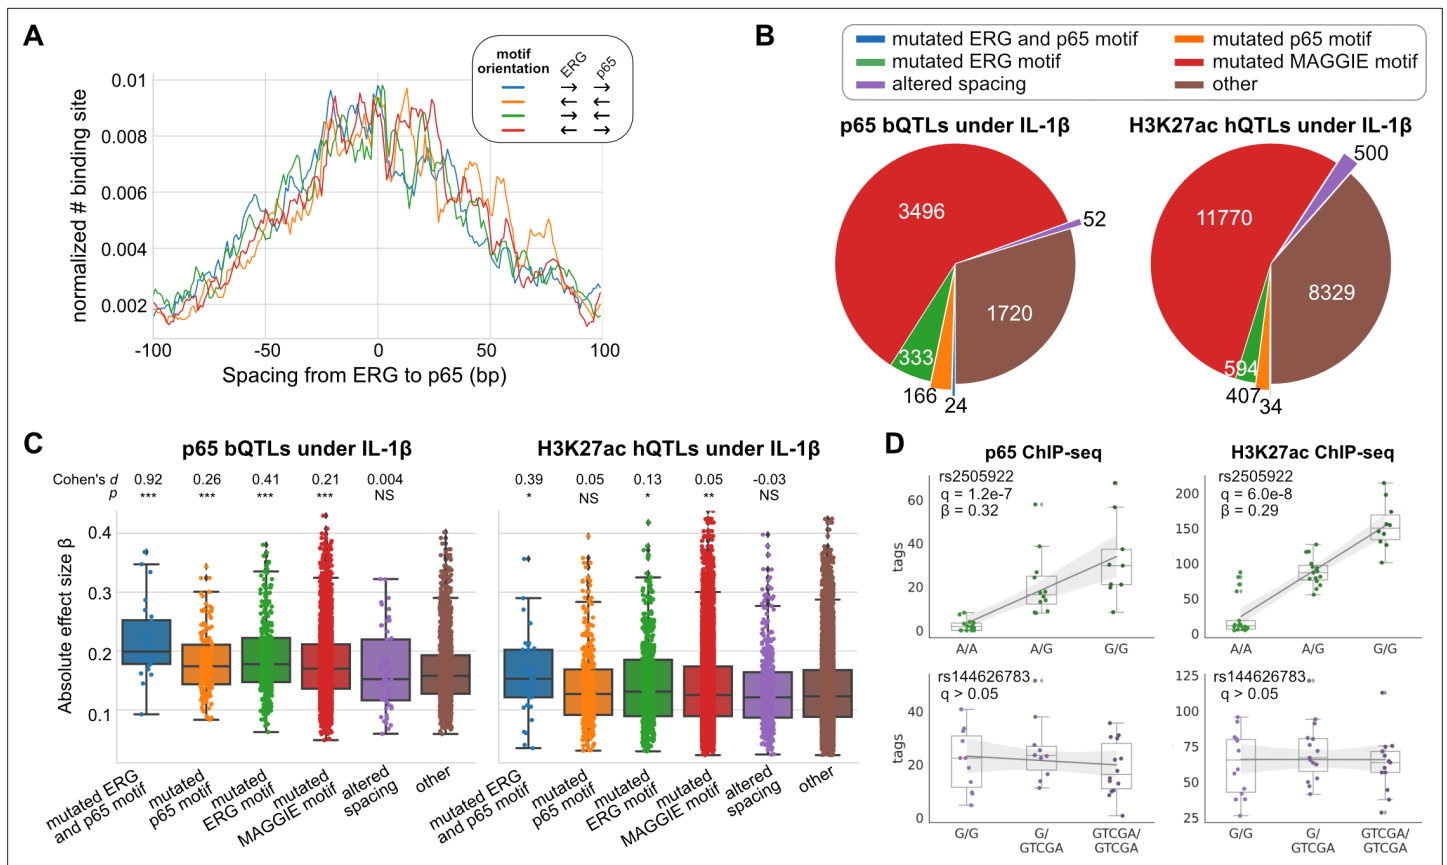 A
motif
orientation
ERG
p65
→ →
← ←
→ ←
← →
0.01
0.008
0.006
0.004
0.002
normalized # binding site
-100 -50 0 50 100
Spacing from ERG to p65 (bp)
B
mutated ERG and p65 motif
mutated p65 motif
mutated ERG motif
mutated MAGGIE motif
altered spacing
other
p65 bQTLs under IL-1β
3496
52
1720
333
166
24
H3K27ac hQTLs under IL-1β
500
11770
8329
594
407
34
C
p65 bQTLs under IL-1β
Cohen's d 0.92 0.26 0.41 0.21 0.004
p *** *** *** *** NS
Absolute effect size β
0.4
0.3
0.2
0.1
mutated ERG
and p65 motif
mutated
p65 motif
mutated
ERG motif
mutated
MAGGIE motif
altered
spacing
other
H3K27ac hQTLs under IL-1β
0.39 0.05 0.13 0.05 -0.03
* NS * ** NS
mutated ERG
and p65 motif
mutated
p65 motif
mutated
ERG motif
mutated
MAGGIE motif
altered
spacing
other
D
p65 ChIP-seq
rs2505922
q = 1.2e-7
β = 0.32
60
40
20
0
tags
A/A A/G G/G
H3K27ac ChIP-seq
rs2505922
q = 6.0e-8
β = 0.29
200
150
100
50
0
A/A A/G G/G
rs144626783
q > 0.05
40
20
0
tags
G/G G/ GTCGA/
GTCGA GTCGA
rs144626783
q > 0.05
125
100
75
50
25
G/G G/ GTCGA/
GTCGA GTCGA